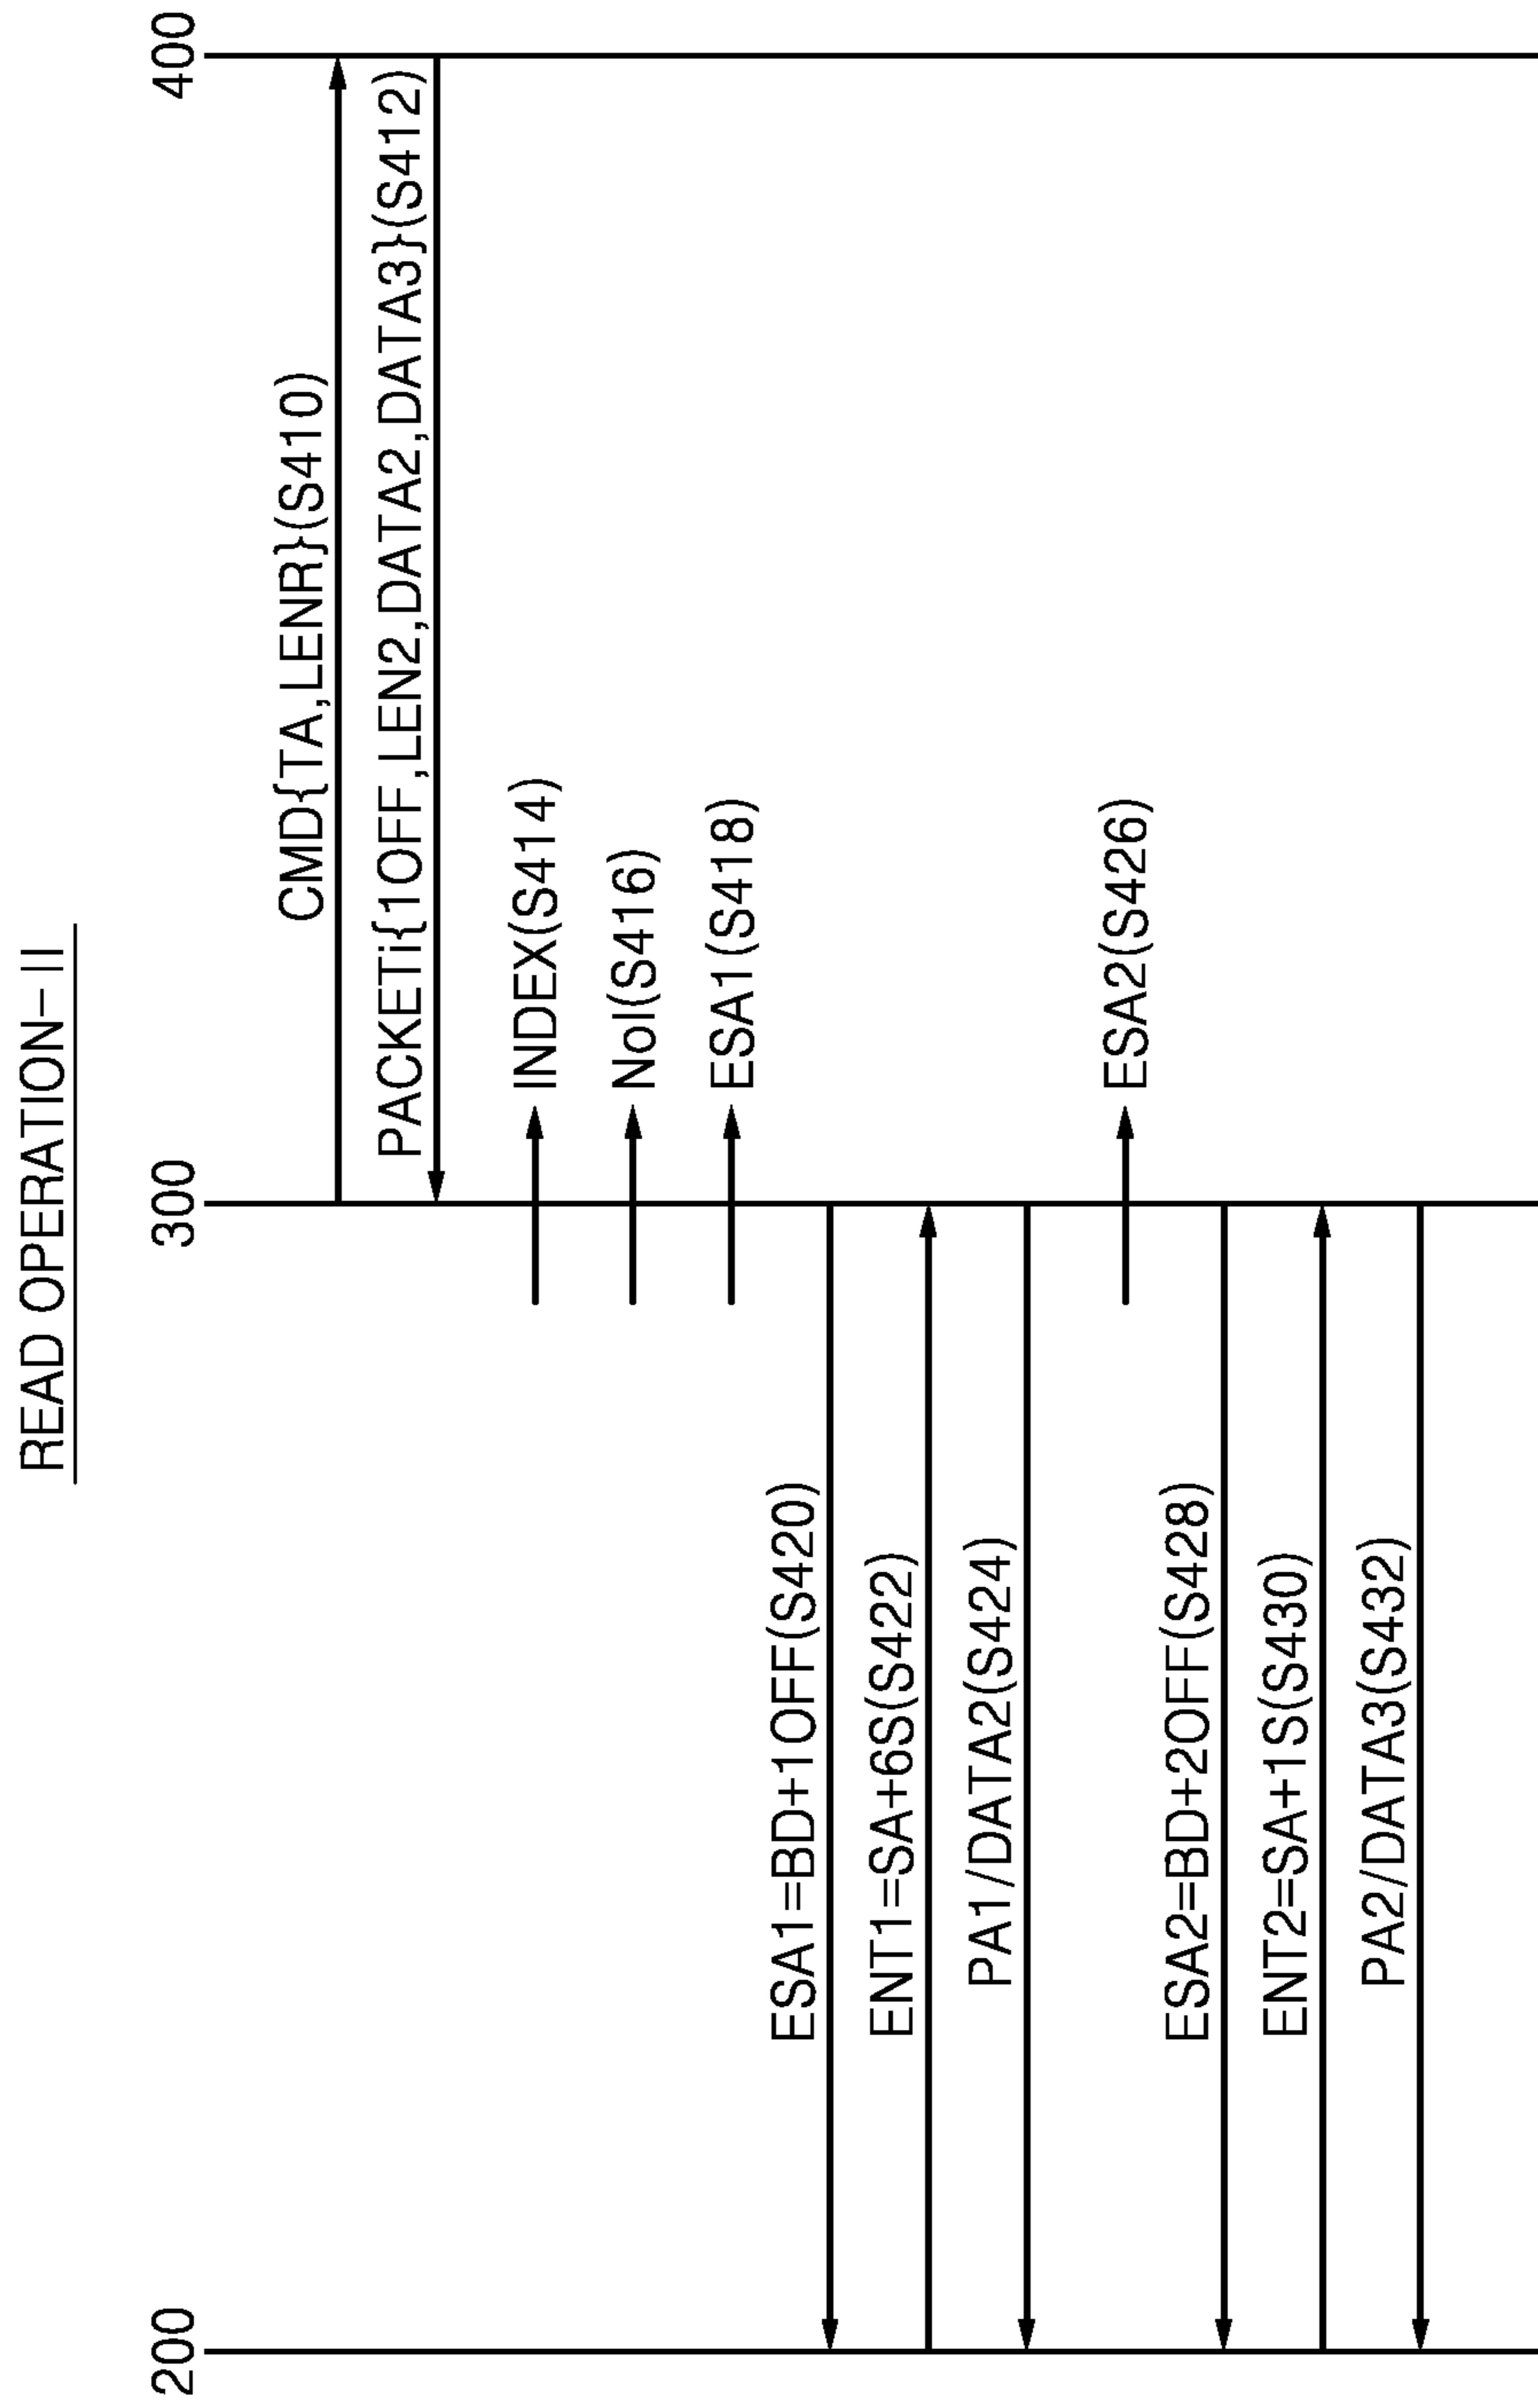 READ OPERATION-II
200
300
400
CMD{TA,LENR}(S410)
PACKETi{1OFF,LEN2,DATA2,DATA3}(S412)
INDEX(S414)
NoI(S416)
ESA1(S418)
ESA1=BD+1OFF(S420)
ENT1=SA+6S(S422)
PA1/DATA2(S424)
ESA2(S426)
ESA2=BD+2OFF(S428)
ENT2=SA+1S(S430)
PA2/DATA3(S432)